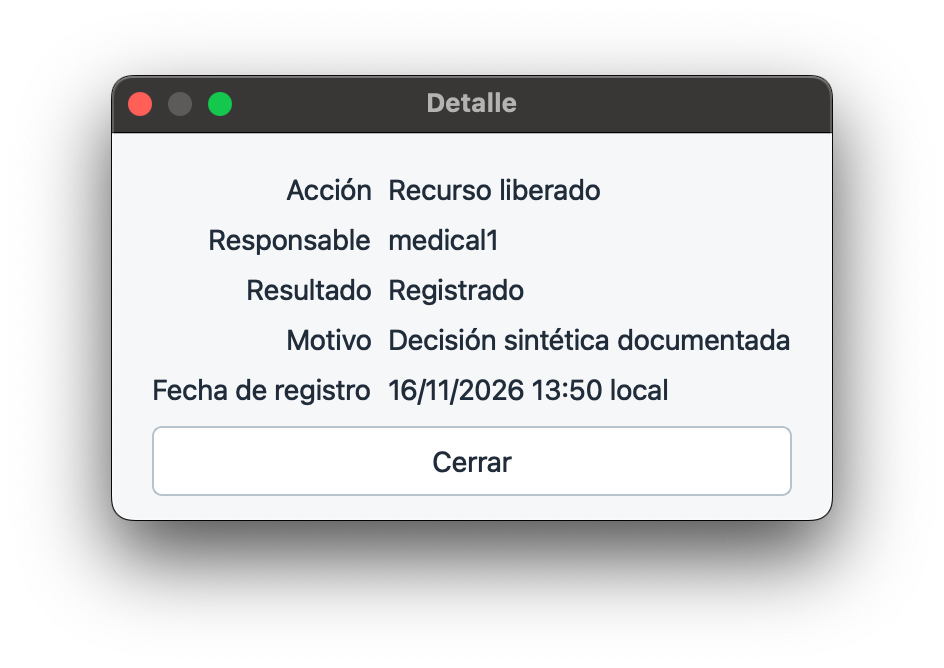 Detalle
Acción Recurso liberado
Responsable medical1
Resultado Registrado
Motivo Decisión sintética documentada
Fecha de registro 16/11/2026 13:50 local
Cerrar